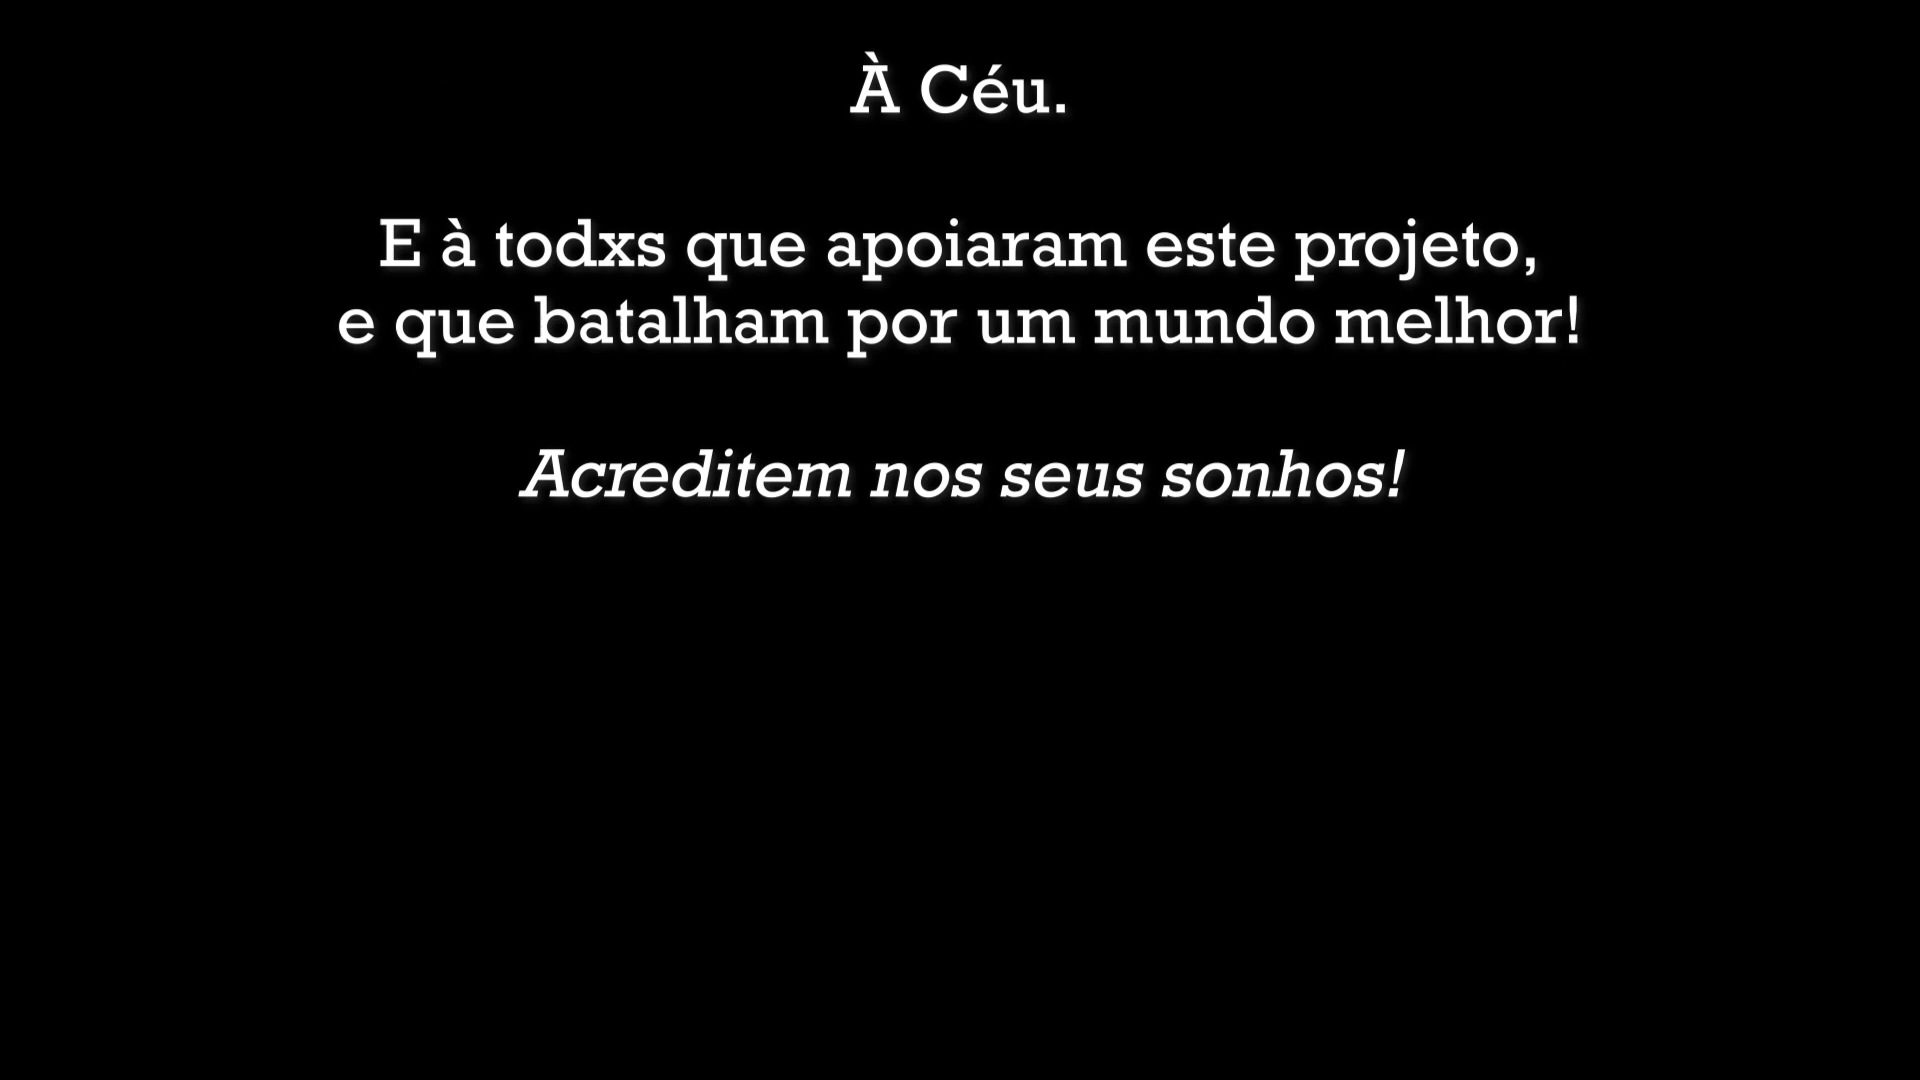 À Céu.
E à todxs que apoiaram este projeto,
e que batalham por um mundo melhor!
Acreditem nos seus sonhos!